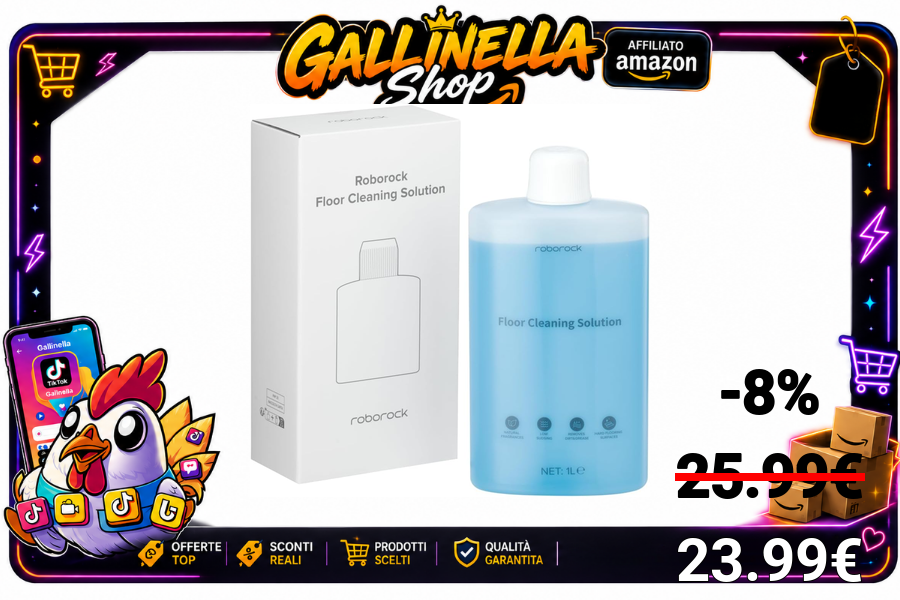 GALLINELLA
Shop
AFFILIATO
amazon
Roborock
Floor Cleaning Solution
roborock
roborock
Floor Cleaning Solution
NET: 1L
Gallinella
TikTok
Gallinella
-8%
25.99€
23.99€
OFFERTE
TOP
SCONTI
REALI
PRODOTTI
SCELTI
QUALITÀ
GARANTITA